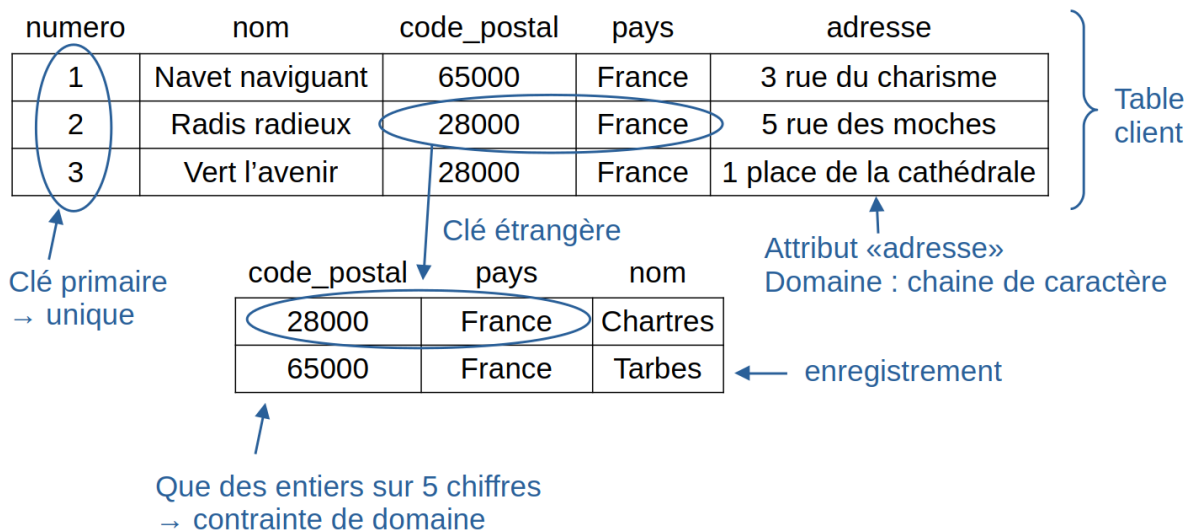 numero nom code_postal pays adresse
1 Navet naviguant 65000 France 3 rue du charisme
2 Radis radieux 28000 France 5 rue des moches
3 Vert l’avenir 28000 France 1 place de la cathédrale
Table
client
Clé étrangère
Attribut «adresse»
Domaine : chaine de caractère
Clé primaire
→ unique
code_postal pays nom
28000 France Chartres
65000 France Tarbes
enregistrement
Que des entiers sur 5 chiffres
→ contrainte de domaine